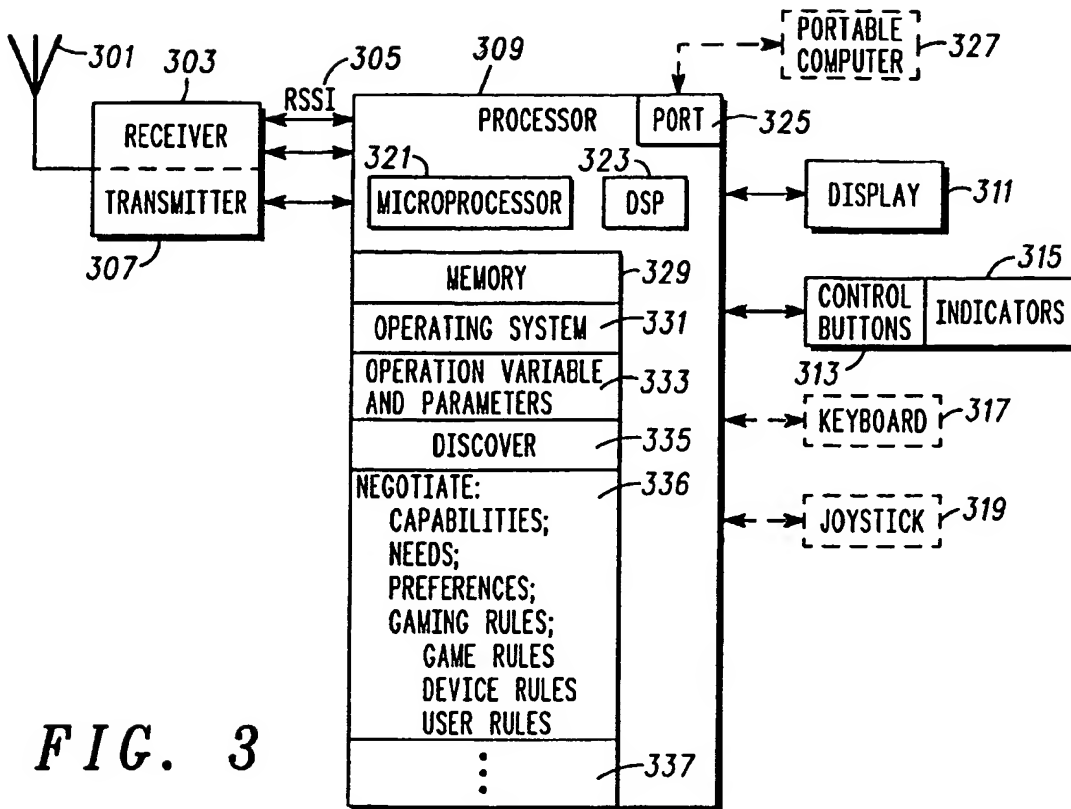 301
303
RECEIVER
TRANSMITTER
307
305
RSSI
309
PROCESSOR
PORT
325
PORTABLE
COMPUTER
327
321
MICROPROCESSOR
323
DSP
DISPLAY
311
315
CONTROL
BUTTONS
INDICATORS
313
KEYBOARD
317
JOYSTICK
319
MEMORY
329
OPERATING SYSTEM
331
OPERATION VARIABLE
AND PARAMETERS
333
DISCOVER
335
NEGOTIATE:
336
CAPABILITIES;
NEEDS;
PREFERENCES;
GAMING RULES;
GAME RULES
DEVICE RULES
USER RULES
337
FIG. 3